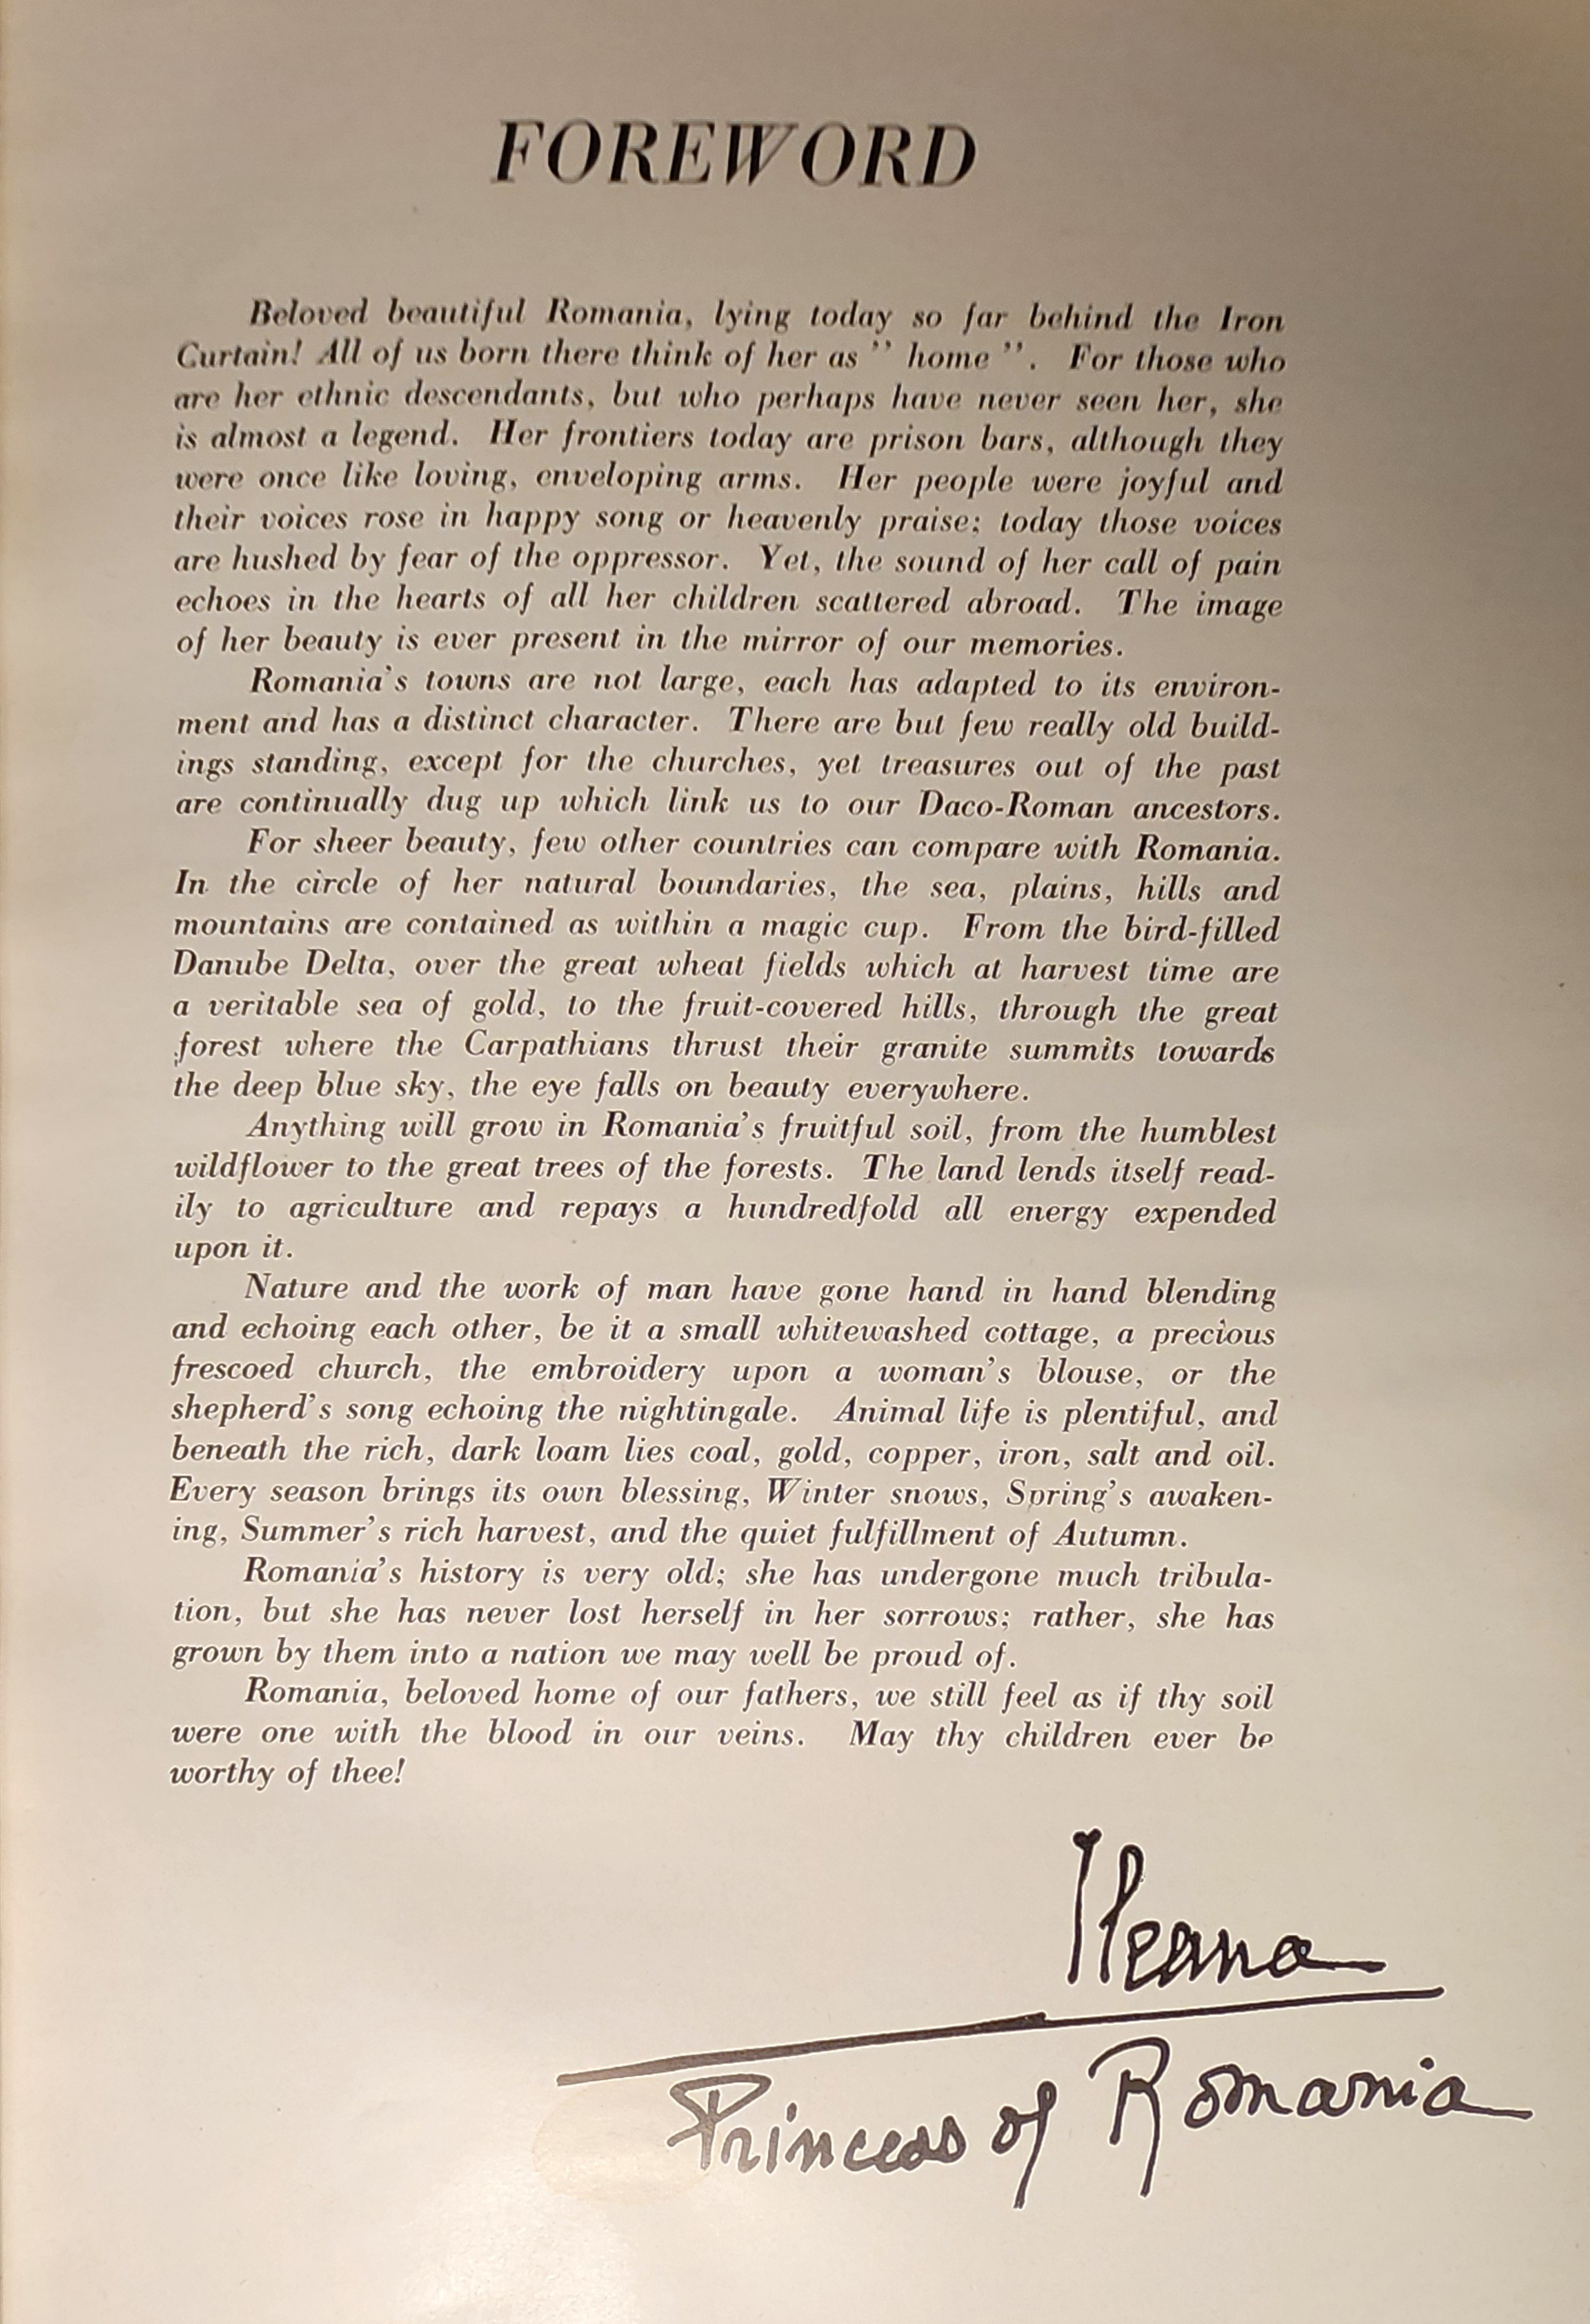 FOREWORD
Beloved beautiful Romania, lying today so far behind the Iron
Curtain! All of us born there think of her as ” home ”. For those who
are her ethnic descendants, but who perhaps have never seen her, she
is almost a legend. Her frontiers today are prison bars, although they
were once like loving, enveloping arms. Her people were joyful and
their voices rose in happy song or heavenly praise; today those voices
are hushed by fear of the oppressor. Yet, the sound of her call of pain
echoes in the hearts of all her children scattered abroad. The image
of her beauty is ever present in the mirror of our memories.
Romania's towns are not large, each has adapted to its environ-
ment and has a distinct character. There are but few really old build-
ings standing, except for the churches, yet treasures out of the past
are continually dug up which link us to our Daco-Roman ancestors.
For sheer beauty, few other countries can compare with Romania.
In the circle of her natural boundaries, the sea, plains, hills and
mountains are contained as within a magic cup. From the bird-filled
Danube Delta, over the great wheat fields which at harvest time are
a veritable sea of gold, to the fruit-covered hills, through the great
forest where the Carpathians thrust their granite summits towards
the deep blue sky, the eye falls on beauty everywhere.
Anything will grow in Romania's fruitful soil, from the humblest
wildflower to the great trees of the forests. The land lends itself read-
ily to agriculture and repays a hundredfold all energy expended
upon it.
Nature and the work of man have gone hand in hand blending
and echoing each other, be it a small whitewashed cottage, a precious
frescoed church, the embroidery upon a woman's blouse, or the
shepherd's song echoing the nightingale. Animal life is plentiful, and
beneath the rich, dark loam lies coal, gold, copper, iron, salt and oil.
Every season brings its own blessing, Winter snows, Spring's awaken-
ing, Summer's rich harvest, and the quiet fulfillment of Autumn.
Romania's history is very old; she has undergone much tribula-
tion, but she has never lost herself in her sorrows; rather, she has
grown by them into a nation we may well be proud of.
Romania, beloved home of our fathers, we still feel as if thy soil
were one with the blood in our veins. May thy children ever be
worthy of thee!
Ileana
Princess of Romania